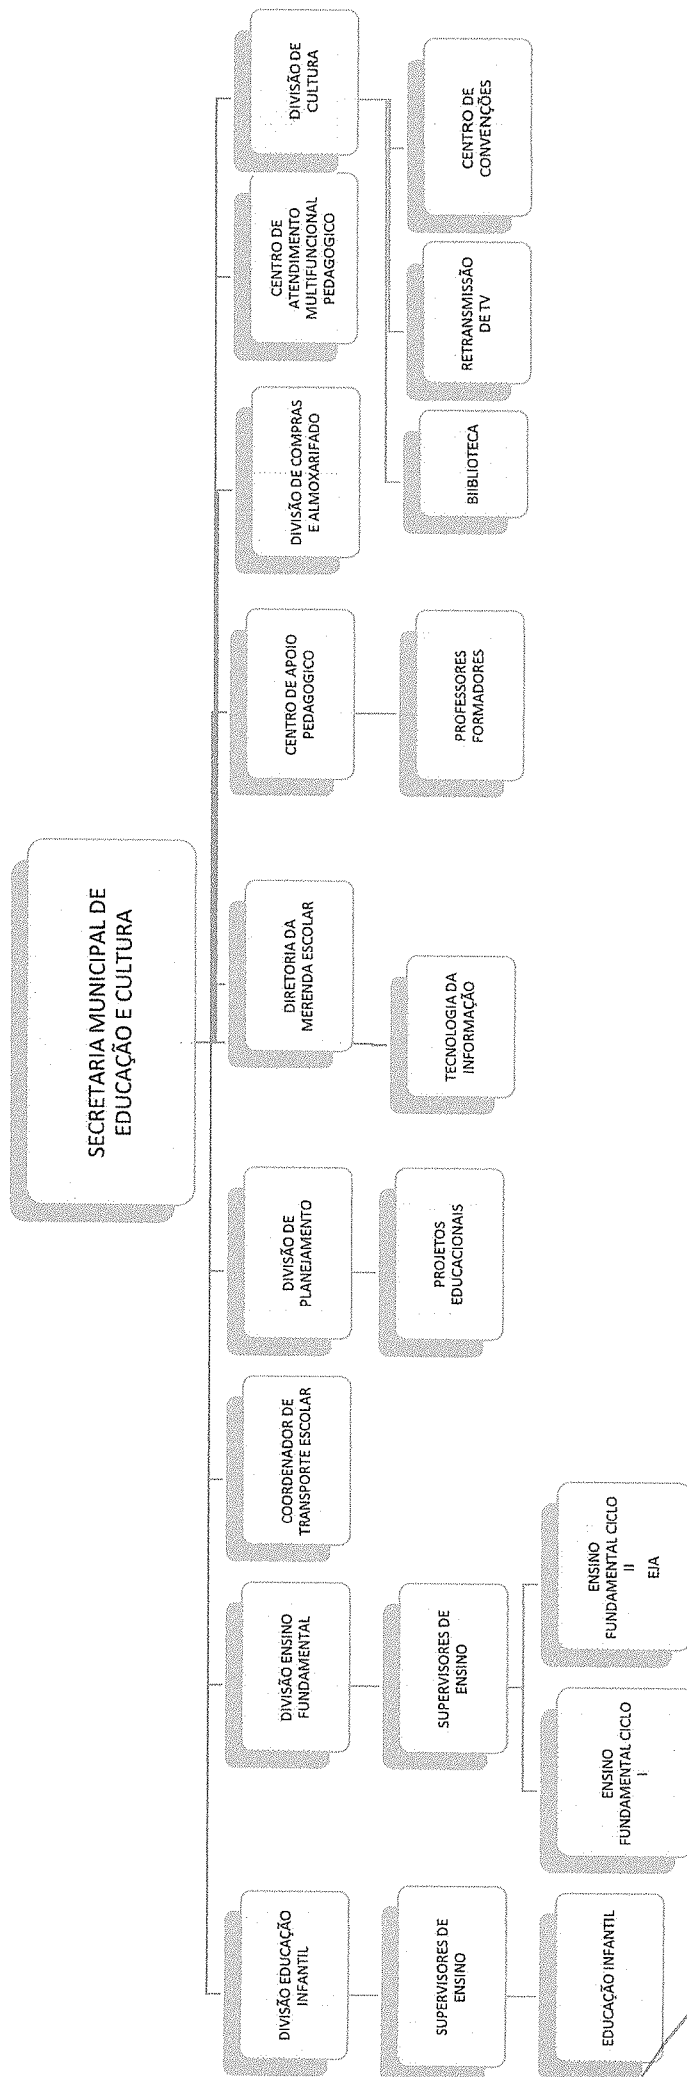 SECRETARIA MUNICIPAL DE
EDUCAÇÃO E CULTURA
DIVISÃO EDUCAÇÃO
INFANTIL
DIVISÃO ENSINO
FUNDAMENTAL
COORDENADOR DE
TRANSPORTE ESCOLAR
DIVISÃO DE
PLANEJAMENTO
DIRETORIA DA
MERENDA ESCOLAR
CENTRO DE APOIO
PEDAGOGICO
DIVISÃO DE COMPRAS
E ALMOXARIFADO
CENTRO DE
ATENDIMENTO
MULTIFUNCIONAL
PEDAGOGICO
DIVISÃO DE
CULTURA
SUPERVISORES DE
ENSINO
SUPERVISORES DE
ENSINO
PROJETOS
EDUCACIONAIS
TECNOLOGIA DA
INFORMAÇÃO
PROFESSORES
FORMADORES
BIIBLIOTECA
RETRANSMISSÃO
DE TV
CENTRO DE
CONVENÇÕES
EDUCAÇÃO INFANTIL
ENSINO
FUNDAMENTAL CICLO
I
ENSINO
FUNDAMENTAL CICLO
II
EJA